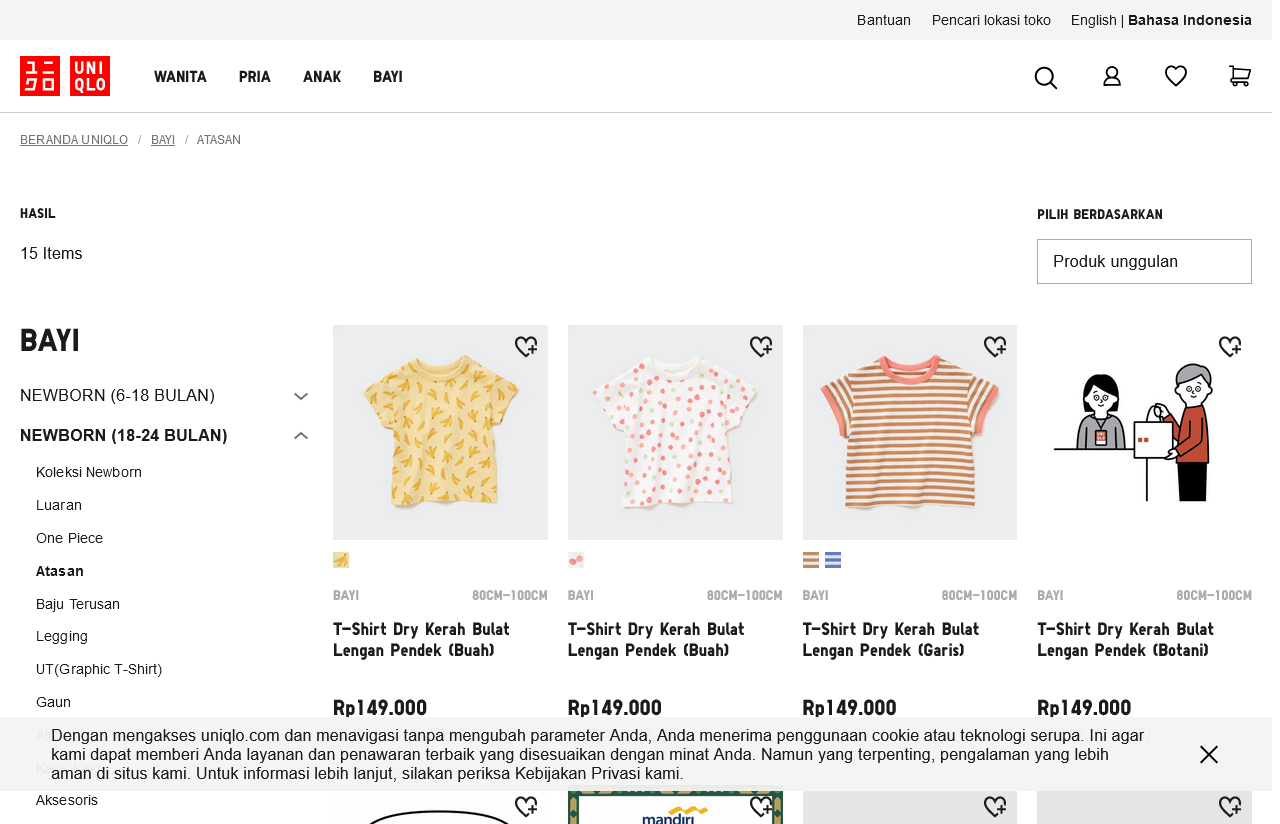 Bantuan
Pencari lokasi toko
English | Bahasa Indonesia
ユニ
クロ
UNI
QLO
WANITA
PRIA
ANAK
BAYI
BERANDA UNIQLO / BAYI / ATASAN
HASIL
15 Items
PILIH BERDASARKAN
Produk unggulan
BAYI
NEWBORN (6-18 BULAN)
NEWBORN (18-24 BULAN)
Koleksi Newborn
Luaran
One Piece
Atasan
Baju Terusan
Legging
UT(Graphic T-Shirt)
Gaun
Aksesoris
BAYI 80CM-100CM
T-Shirt Dry Kerah Bulat
Lengan Pendek (Buah)
Rp149.000
BAYI 80CM-100CM
T-Shirt Dry Kerah Bulat
Lengan Pendek (Buah)
Rp149.000
BAYI 80CM-100CM
T-Shirt Dry Kerah Bulat
Lengan Pendek (Garis)
Rp149.000
BAYI 80CM-100CM
T-Shirt Dry Kerah Bulat
Lengan Pendek (Botani)
Rp149.000
Dengan mengakses uniqlo.com dan menavigasi tanpa mengubah parameter Anda, Anda menerima penggunaan cookie atau teknologi serupa. Ini agar
kami dapat memberi Anda layanan dan penawaran terbaik yang disesuaikan dengan minat Anda. Namun yang terpenting, pengalaman yang lebih
aman di situs kami. Untuk informasi lebih lanjut, silakan periksa Kebijakan Privasi kami.
mandiri